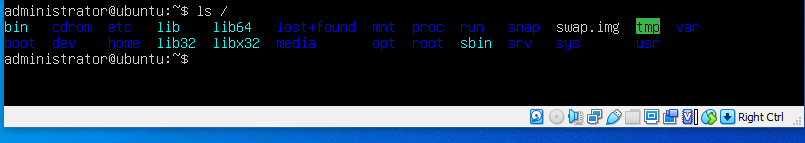 administrator@ubuntu:~$ ls /
bin cdrom etc lib lib64 lost+found mnt proc run snap swap.img tmp var
boot dev home lib32 libx32 media opt root sbin srv sys usr
administrator@ubuntu:~$
Right Ctrl